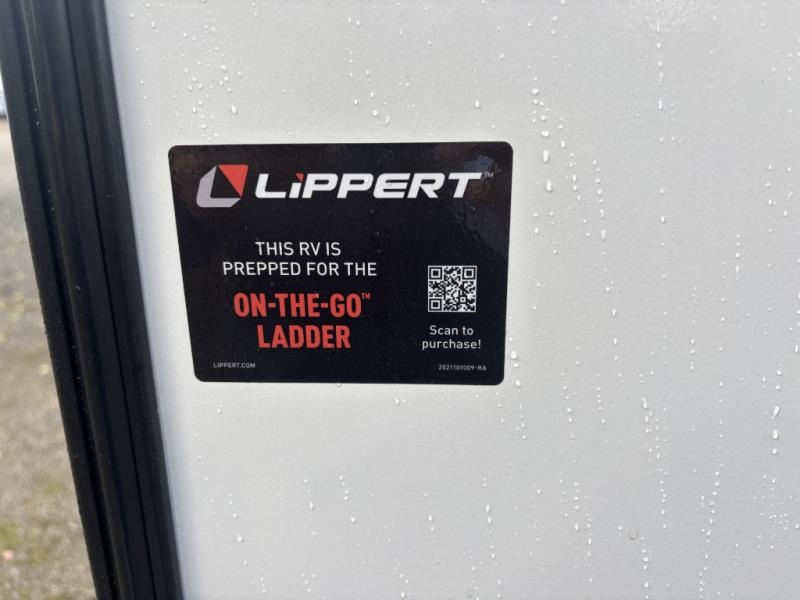 LiPPERT™
THIS RV IS
PREPPED FOR THE
ON-THE-GO™
LADDER
Scan to
purchase!
LIPPERT.COM
2021101009-RA